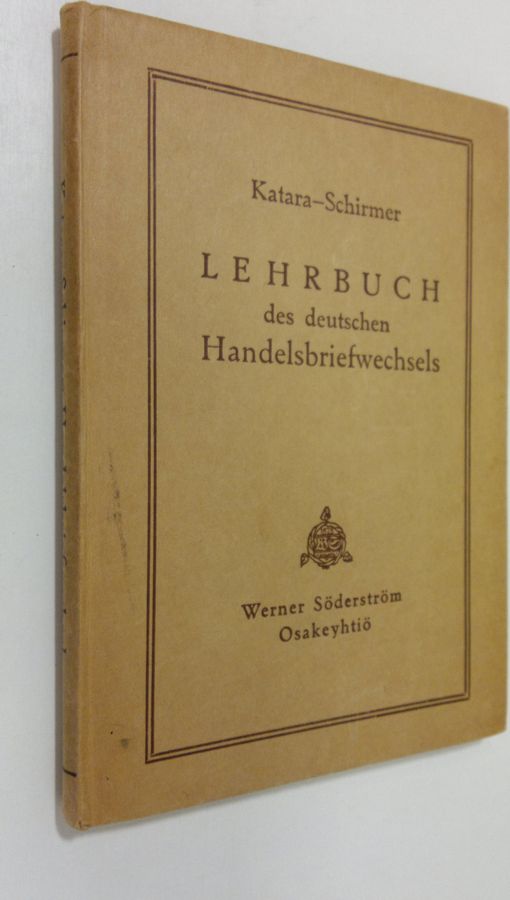 Katara–Schirmer
LEHRBUCH
des deutschen
Handelsbriefwechsels
Werner Söderström
Osakeyhtiö